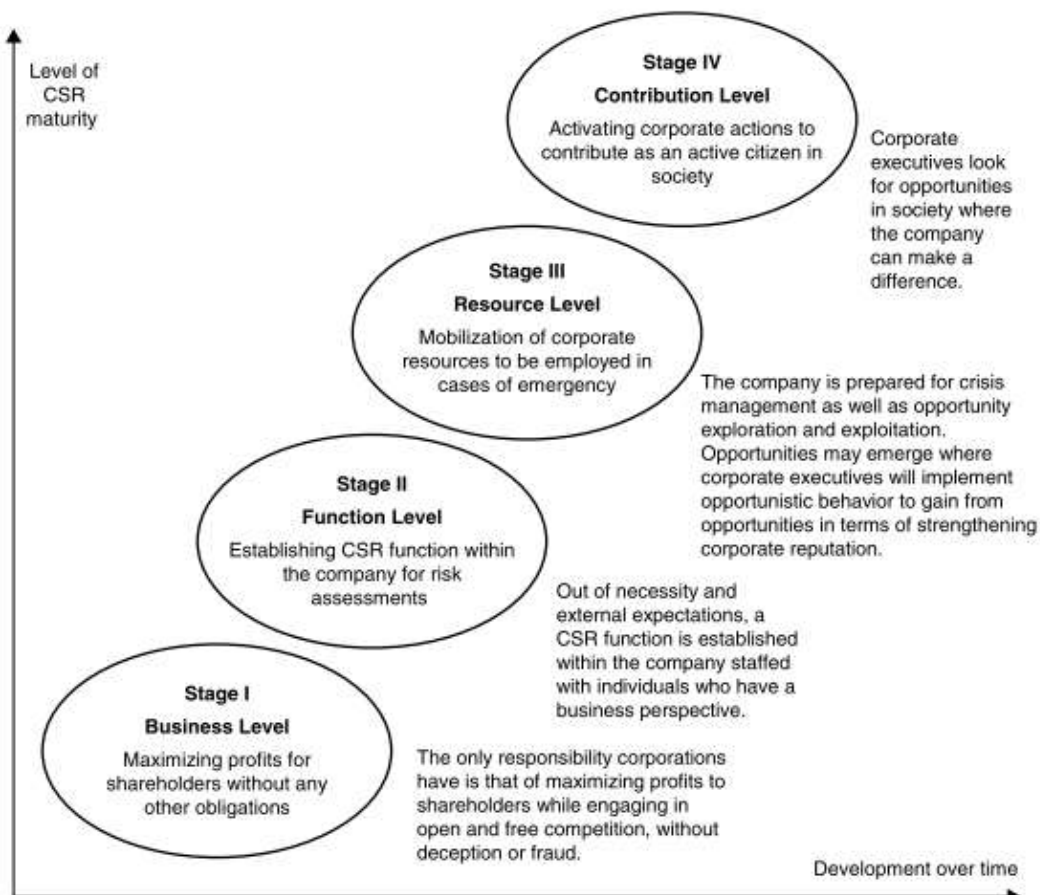 Level of
CSR
maturity
Stage IV
Contribution Level
Activating corporate actions to
contribute as an active citizen in
society
Corporate
executives look
for opportunities
in society where
the company
can make a
difference.
Stage III
Resource Level
Mobilization of corporate
resources to be employed in
cases of emergency
The company is prepared for crisis
management as well as opportunity
exploration and exploitation.
Opportunities may emerge where
corporate executives will implement
opportunistic behavior to gain from
opportunities in terms of strengthening
corporate reputation.
Stage II
Function Level
Establishing CSR function within
the company for risk
assessments
Out of necessity and
external expectations, a
CSR function is established
within the company staffed
with individuals who have a
business perspective.
Stage I
Business Level
Maximizing profits for
shareholders without any
other obligations
The only responsibility corporations
have is that of maximizing profits to
shareholders while engaging in
open and free competition, without
deception or fraud.
Development over time